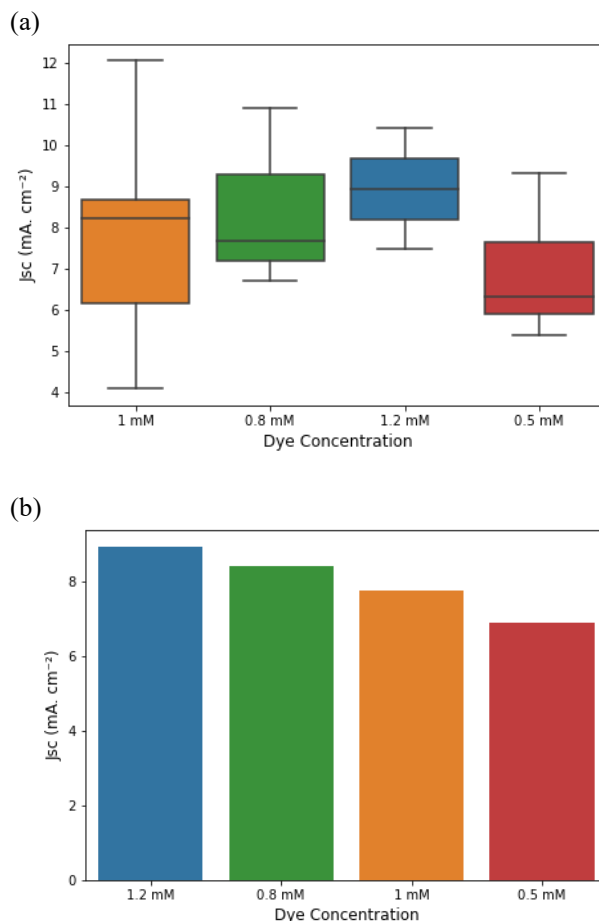 (a)
12
11
10
9
8
7
6
5
4
Jsc (mA. cm⁻²)
1 mM 0.8 mM 1.2 mM 0.5 mM
Dye Concentration
(b)
8
6
4
2
0
Jsc (mA. cm⁻²)
1.2 mM 0.8 mM 1 mM 0.5 mM
Dye Concentration